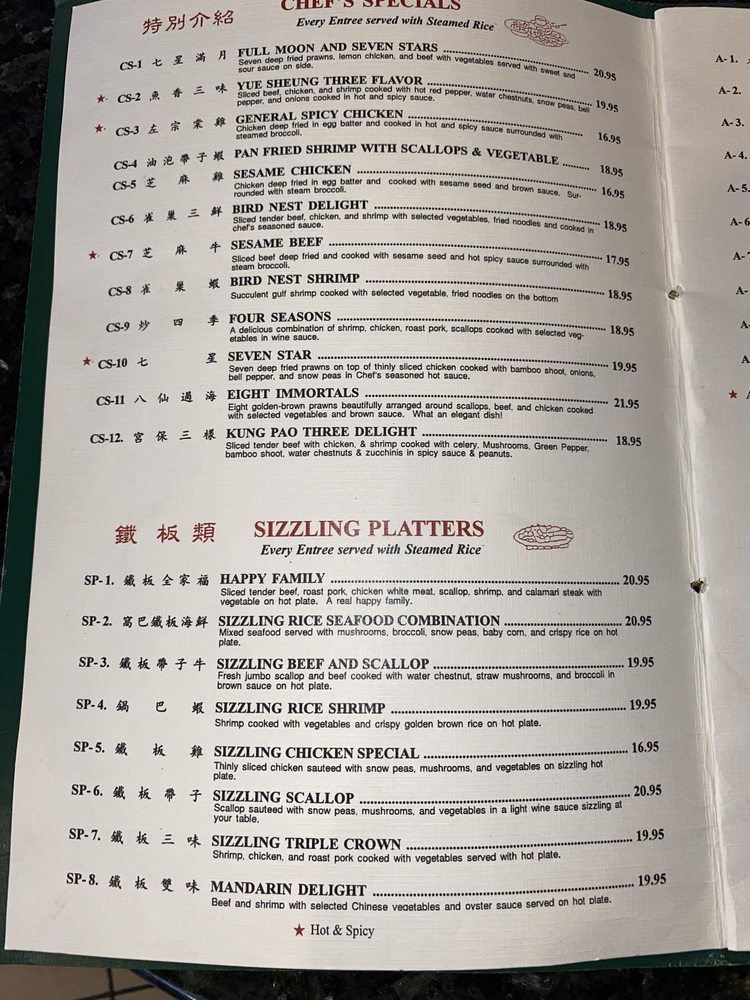 特別介紹
CHEF'S SPECIALS
Every Entree served with Steamed Rice
CS-1 七星滿月 FULL MOON AND SEVEN STARS 20.95
Seven deep fried prawns, lemon chicken, and beef with vegetables served with sweet and
sour sauce on side.
★ CS-2 魚香三味 YUE SHEUNG THREE FLAVOR 19.95
Sliced beef, chicken, and shrimp cooked with hot red pepper, water chestnuts, snow peas, bell
pepper, and onions cooked in hot and spicy sauce.
★ CS-3 左宗棠雞 GENERAL SPICY CHICKEN 16.95
Chicken deep fried in egg batter and cooked in hot and spicy sauce surrounded with
steamed broccoli.
CS-4 油泡帶子蝦 PAN FRIED SHRIMP WITH SCALLOPS & VEGETABLE 18.95
CS-5 芝麻雞 SESAME CHICKEN 16.95
Chicken deep fried in egg batter and cooked with sesame seed and brown sauce. Sur-
rounded with steam broccoli.
CS-6 雀巢三鮮 BIRD NEST DELIGHT 18.95
Sliced tender beef, chicken, and shrimp with selected vegetables, fried noodles and cooked in
chef's seasoned sauce.
★ CS-7 芝麻牛 SESAME BEEF 17.95
Sliced beef deep fried and cooked with sesame seed and hot spicy sauce surrounded with
steam broccoli.
CS-8 雀巢蝦 BIRD NEST SHRIMP 18.95
Succulent gulf shrimp cooked with selected vegetable, fried noodles on the bottom
CS-9 炒四季 FOUR SEASONS 18.95
A delicious combination of shrimp, chicken, roast pork, scallops cooked with selected veg-
etables in wine sauce.
★ CS-10 七星 SEVEN STAR 19.95
Seven deep fried prawns on top of thinly sliced chicken cooked with bamboo shoot, onions,
bell pepper, and snow peas in Chef's seasoned hot sauce.
CS-11 八仙過海 EIGHT IMMORTALS 21.95
Eight golden-brown prawns beautifully arranged around scallops, beef, and chicken cooked
with selected vegetables and brown sauce. What an elegant dish!
CS-12. 宮保三樣 KUNG PAO THREE DELIGHT 18.95
Sliced tender beef with chicken, & shrimp cooked with celery, Mushrooms, Green Pepper,
bamboo shoot, water chestnuts & zucchinis in spicy sauce & peanuts.
鐵板類 SIZZLING PLATTERS
Every Entree served with Steamed Rice
SP-1. 鐵板全家福 HAPPY FAMILY 20.95
Sliced tender beef, roast pork, chicken white meat, scallop, shrimp, and calamari steak with
vegetable on hot plate. A real happy family.
SP-2. 窩巴鐵板海鮮 SIZZLING RICE SEAFOOD COMBINATION 20.95
Mixed seafood served with mushrooms, broccoli, snow peas, baby corn, and crispy rice on hot
plate.
SP-3. 鐵板帶子牛 SIZZLING BEEF AND SCALLOP 19.95
Fresh jumbo scallop and beef cooked with water chestnut, straw mushrooms, and broccoli in
brown sauce on hot plate.
SP-4. 鍋巴蝦 SIZZLING RICE SHRIMP 19.95
Shrimp cooked with vegetables and crispy golden brown rice on hot plate.
SP-5. 鐵板雞 SIZZLING CHICKEN SPECIAL 16.95
Thinly sliced chicken sauteed with snow peas, mushrooms, and vegetables on sizzling hot
plate.
SP-6. 鐵板帶子 SIZZLING SCALLOP 20.95
Scallop sauteed with snow peas, mushrooms, and vegetables in a light wine sauce sizzling at
your table.
SP-7. 鐵板三味 SIZZLING TRIPLE CROWN 19.95
Shrimp, chicken, and roast pork cooked with vegetables served with hot plate.
SP-8. 鐵板雙味 MANDARIN DELIGHT 19.95
Beef and shrimp with selected Chinese vegetables and oyster sauce served on hot plate.
★ Hot & Spicy
A-1.
A-2.
A-3.
A-4.
A-5.
A-6
A-7
A-
A-
A
★